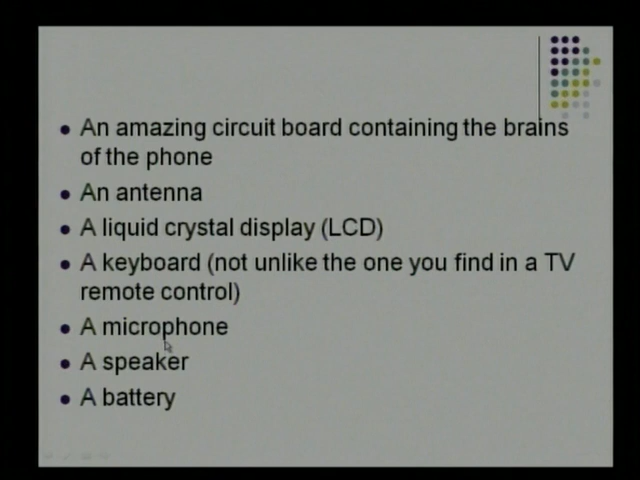 An amazing circuit board containing the brains
of the phone
An antenna
A liquid crystal display (LCD)
A keyboard (not unlike the one you find in a TV
remote control)
A microphone
A speaker
A battery